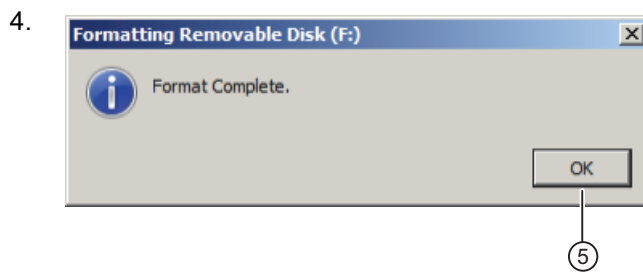 4.
Formatting Removable Disk (F:)
Format Complete.
OK
5